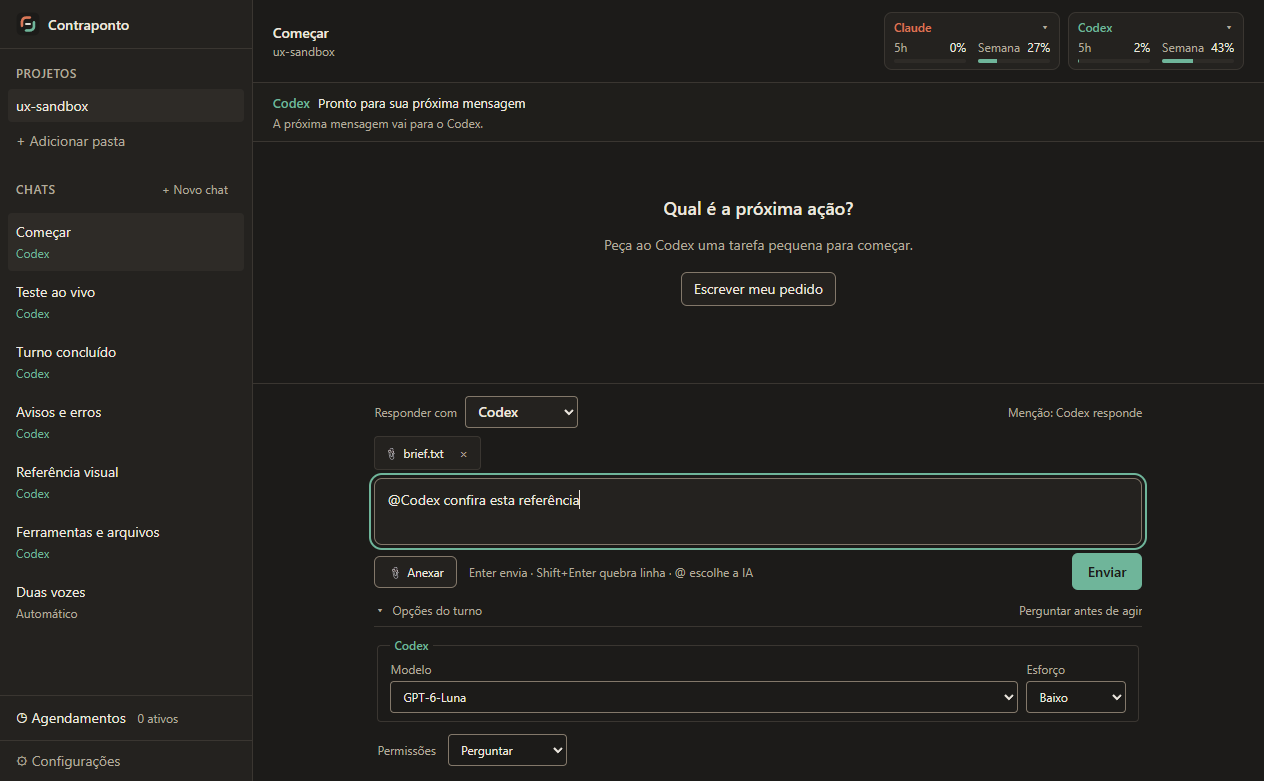 Contraponto
PROJETOS
ux-sandbox
+ Adicionar pasta
CHATS + Novo chat
Começar
Codex
Teste ao vivo
Codex
Turno concluído
Codex
Avisos e erros
Codex
Referência visual
Codex
Ferramentas e arquivos
Codex
Duas vozes
Automático
Agendamentos 0 ativos
Configurações
Começar
ux-sandbox
Claude
5h 0% Semana 27%
Codex
5h 2% Semana 43%
Codex Pronto para sua próxima mensagem
A próxima mensagem vai para o Codex.
Qual é a próxima ação?
Peça ao Codex uma tarefa pequena para começar.
Escrever meu pedido
Responder com Codex Menção: Codex responde
brief.txt ×
@Codex confira esta referência
Anexar Enter envia · Shift+Enter quebra linha · @ escolhe a IA Enviar
Opções do turno Perguntar antes de agir
Codex
Modelo Esforço
GPT-6-Luna Baixo
Permissões Perguntar